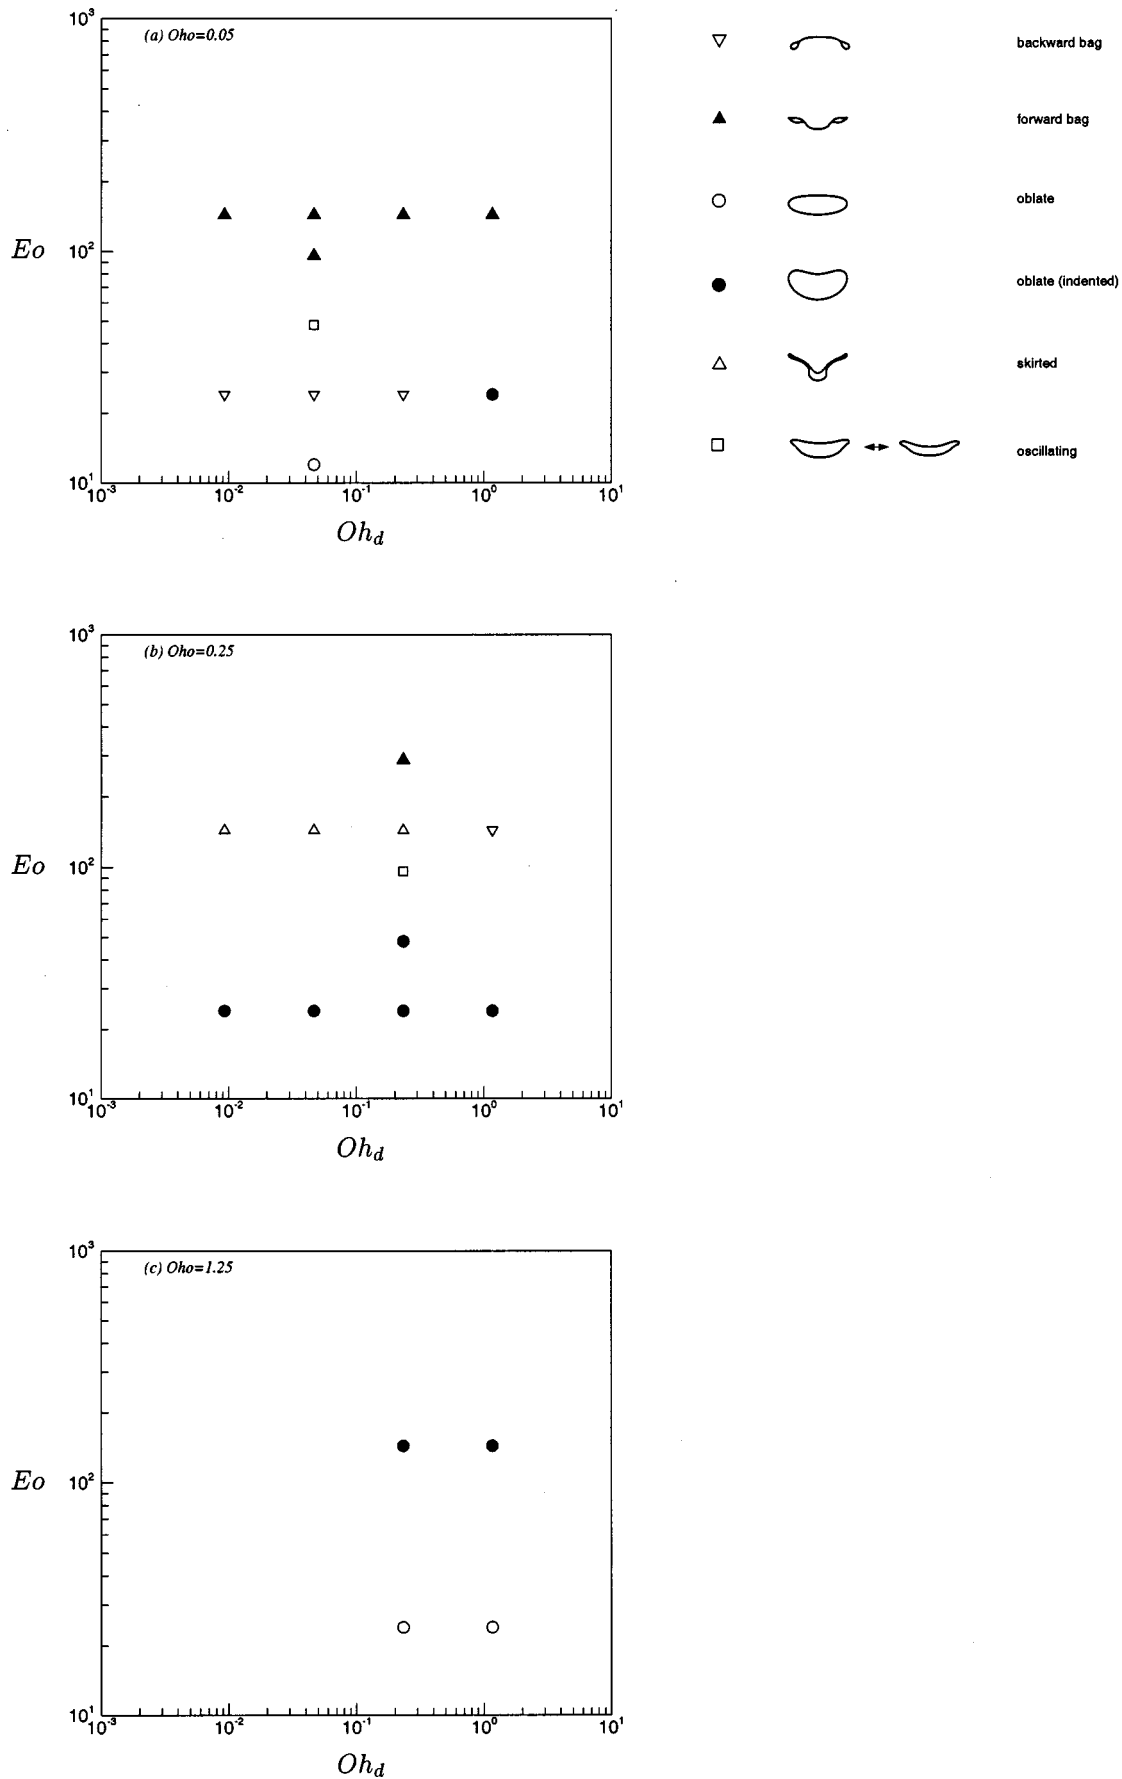 (a) Oho=0.05
10³
10²
10¹
Eo
10⁻³ 10⁻² 10⁻¹ 10⁰ 10¹
Oh_d
backward bag
forward bag
oblate
oblate (indented)
skirted
oscillating
(b) Oho=0.25
10³
10²
10¹
Eo
10⁻³ 10⁻² 10⁻¹ 10⁰ 10¹
Oh_d
(c) Oho=1.25
10³
10²
10¹
Eo
10⁻³ 10⁻² 10⁻¹ 10⁰ 10¹
Oh_d